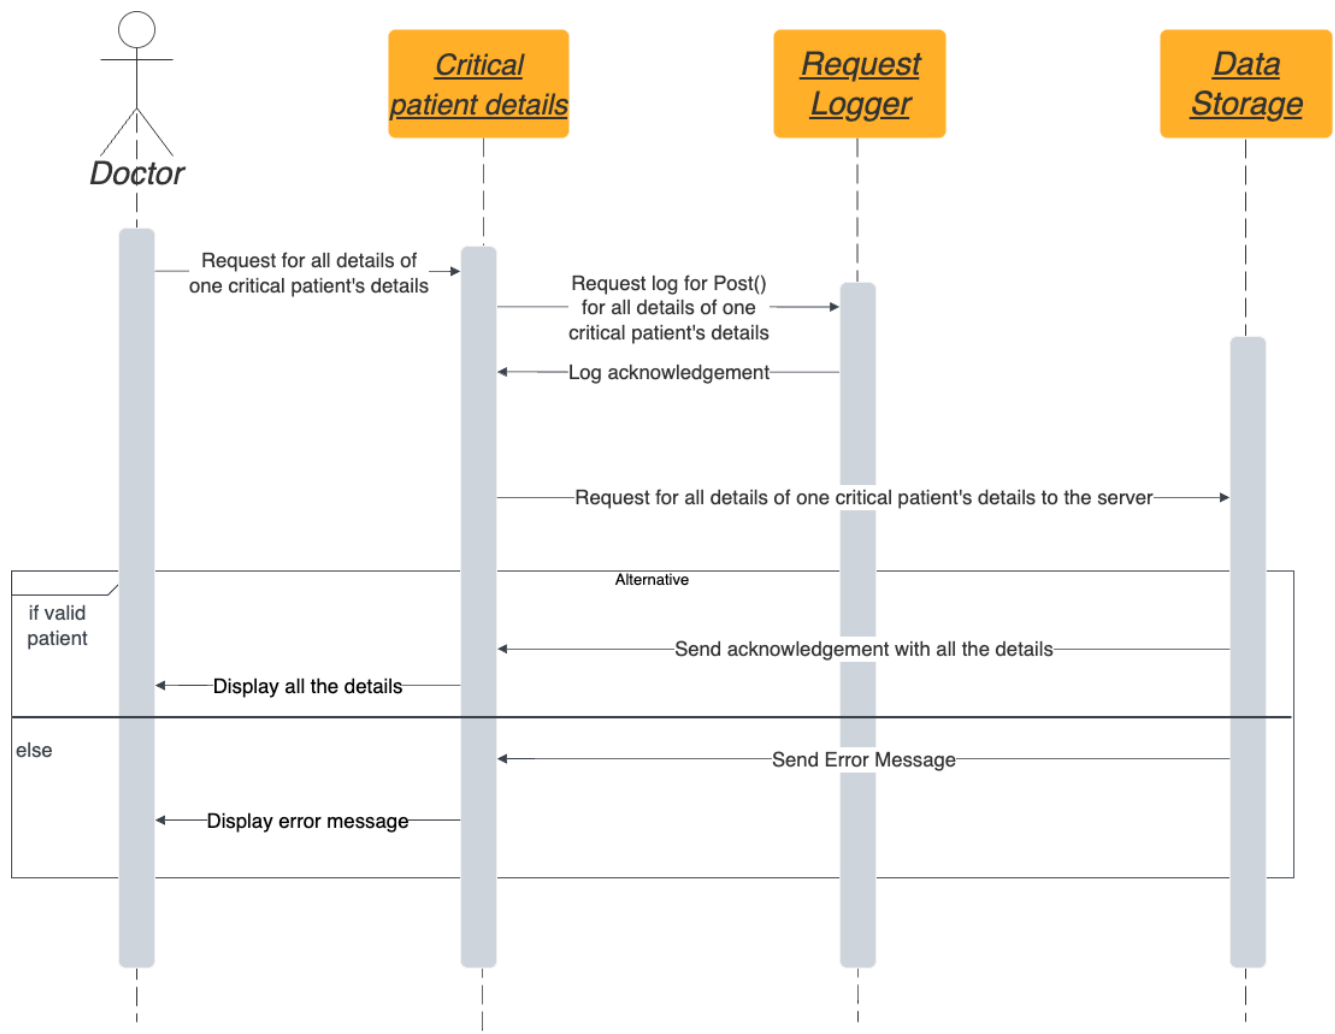 Doctor
Critical
patient details
Request
Logger
Data
Storage
Request for all details of
one critical patient's details
Request log for Post()
for all details of one
critical patient's details
Log acknowledgement
Request for all details of one critical patient's details to the server
Alternative
if valid
patient
Send acknowledgement with all the details
Display all the details
else
Send Error Message
Display error message